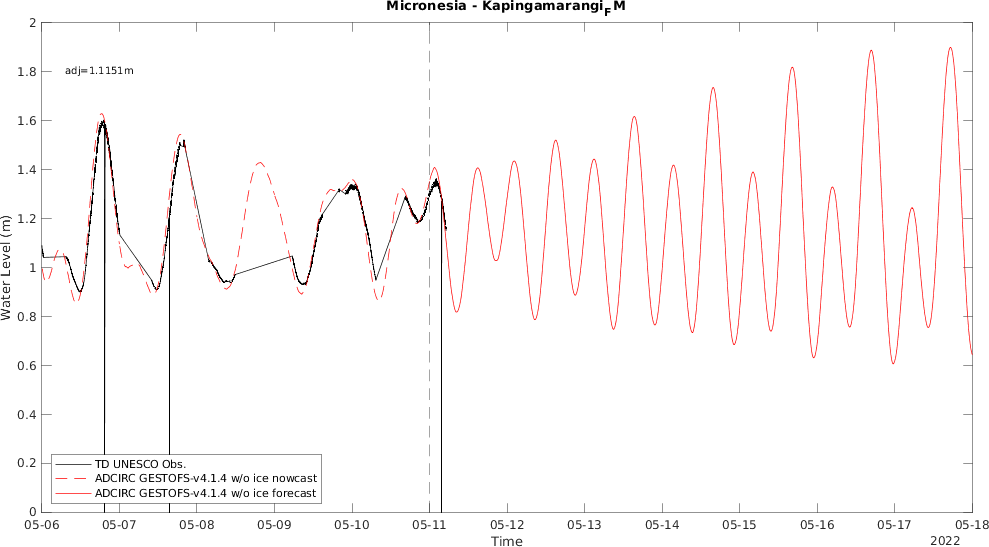 Micronesia - Kapingamarangi_FM
adj=1.1151m
2
1.8
1.6
1.4
1.2
1
0.8
0.6
0.4
0.2
0
Water Level (m)
TD UNESCO Obs.
ADCIRC GESTOFS-v4.1.4 w/o ice nowcast
ADCIRC GESTOFS-v4.1.4 w/o ice forecast
05-06 05-07 05-08 05-09 05-10 05-11 05-12 05-13 05-14 05-15 05-16 05-17 05-18
Time
2022